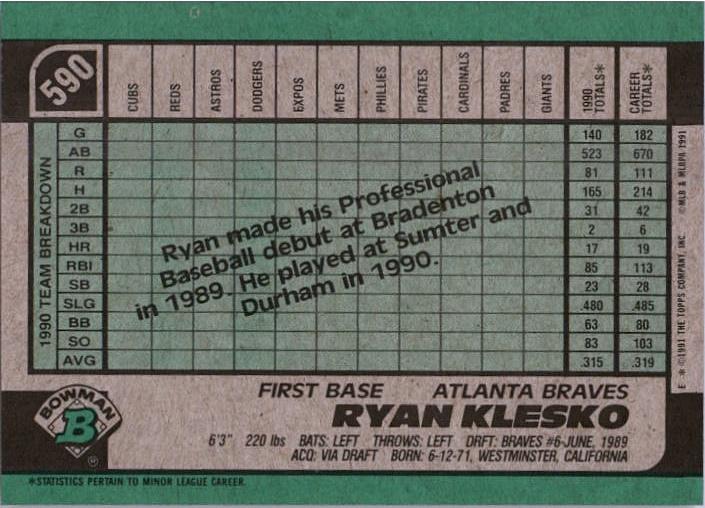 590
CUBS REDS ASTROS DODGERS EXPOS METS PHILLIES PIRATES CARDINALS PADRES GIANTS 1990 TOTALS* CAREER TOTALS*
1990 TEAM BREAKDOWN
G 140 182
AB 523 670
R 81 111
H 165 214
2B 31 42
3B 2 6
HR 17 19
RBI 85 113
SB 23 28
SLG .480 .485
BB 63 80
SO 83 103
AVG .315 .319
Ryan made his Professional
Baseball debut at Bradenton
in 1989. He played at Sumter and
Durham in 1990.
E *©1991 THE TOPPS COMPANY, INC. ©MLB & MLBPA 1991
BOWMAN
B
®
FIRST BASE ATLANTA BRAVES
RYAN KLESKO
6'3" 220 lbs BATS: LEFT THROWS: LEFT DRFT: BRAVES #6-JUNE, 1989
ACQ: VIA DRAFT BORN: 6-12-71, WESTMINSTER, CALIFORNIA
*STATISTICS PERTAIN TO MINOR LEAGUE CAREER.